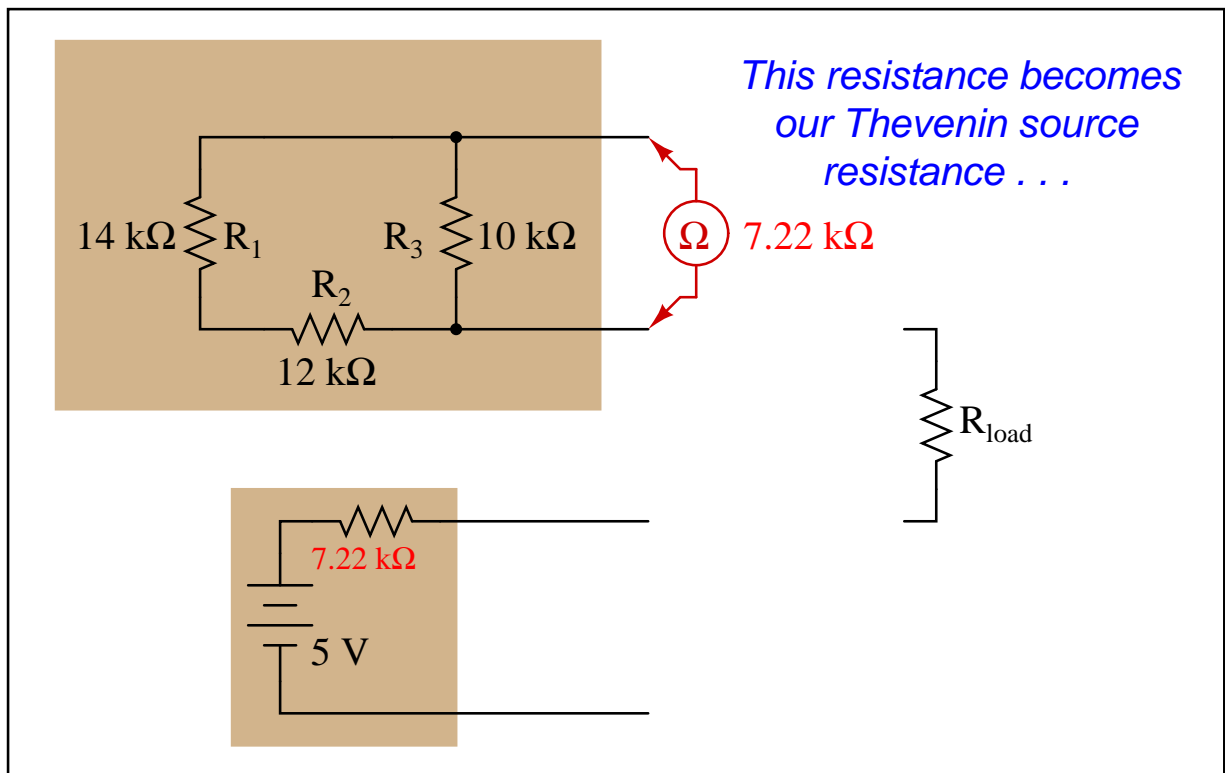 This resistance becomes
our Thevenin source
resistance . . .
14 kΩ
R1
R3
10 kΩ
Ω
7.22 kΩ
R2
12 kΩ
Rload
7.22 kΩ
5 V